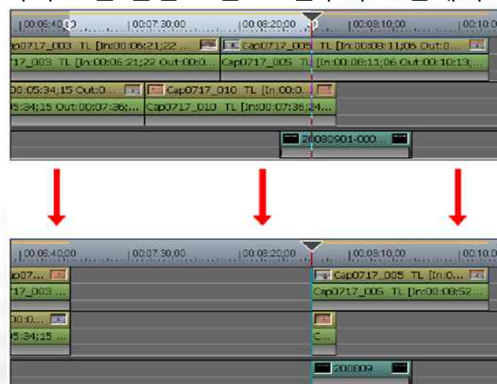 |00:06:40;00 |00:07:30;00 |00:08:20;00 |00:09:10;00 |00:10:0
p0717_003 TL [In:00:06:21;22 ... Cap0717_005 TL [In:00:08:11;06 Out:0...
17_003 TL [In:00:06:21;22 Out:00:0... Cap0717_005 TL [In:00:08:11;06 Out:00:10:13;...
00:05:34;15 Out:0... Cap0717_010 TL [In:00:0...
5:34;15 Out:00:07:36;... Cap0717_010 TL [In:00:07:36;24...
20080901-000...
|00:06:40;00 |00:07:30;00 |00:08:20;00 |00:09:10;00 |00:10:0
p07... Cap0717_005 TL [In:0...
17_003 ... Cap0717_005 TL [In:00:08:52...
00:0... 
5:34;15 ... C...
200809...